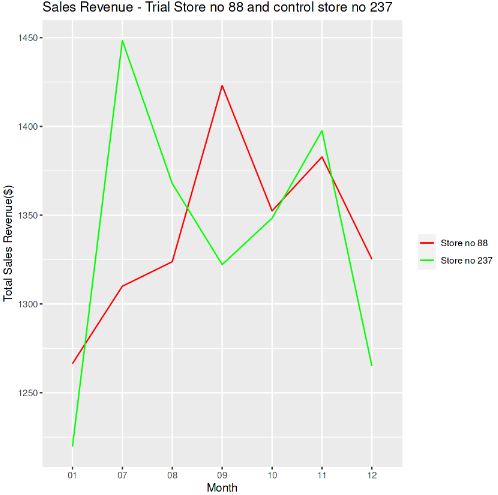 Sales Revenue - Trial Store no 88 and control store no 237
Total Sales Revenue($)
1450
1400
1350
1300
1250
01 07 08 09 10 11 12
Month
Store no 88
Store no 237